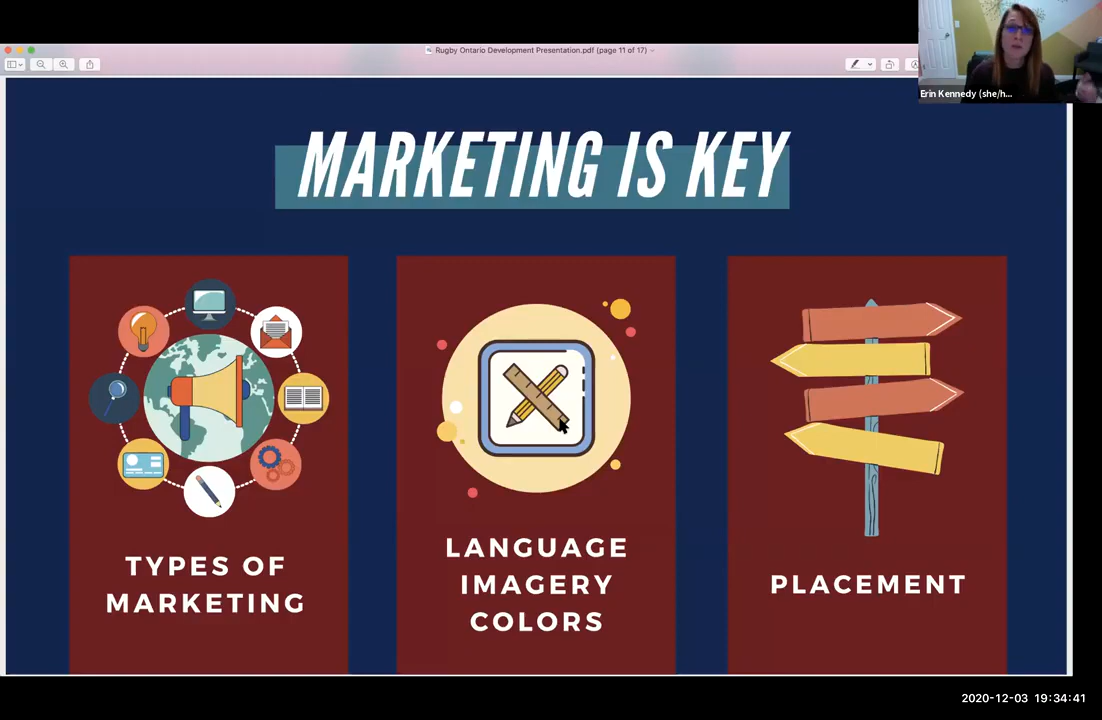 Rugby Ontario Development Presentation.pdf (page 11 of 17)
Erin Kennedy (she/h...
MARKETING IS KEY
TYPES OF
MARKETING
LANGUAGE
IMAGERY
COLORS
PLACEMENT
2020-12-03 19:34:41